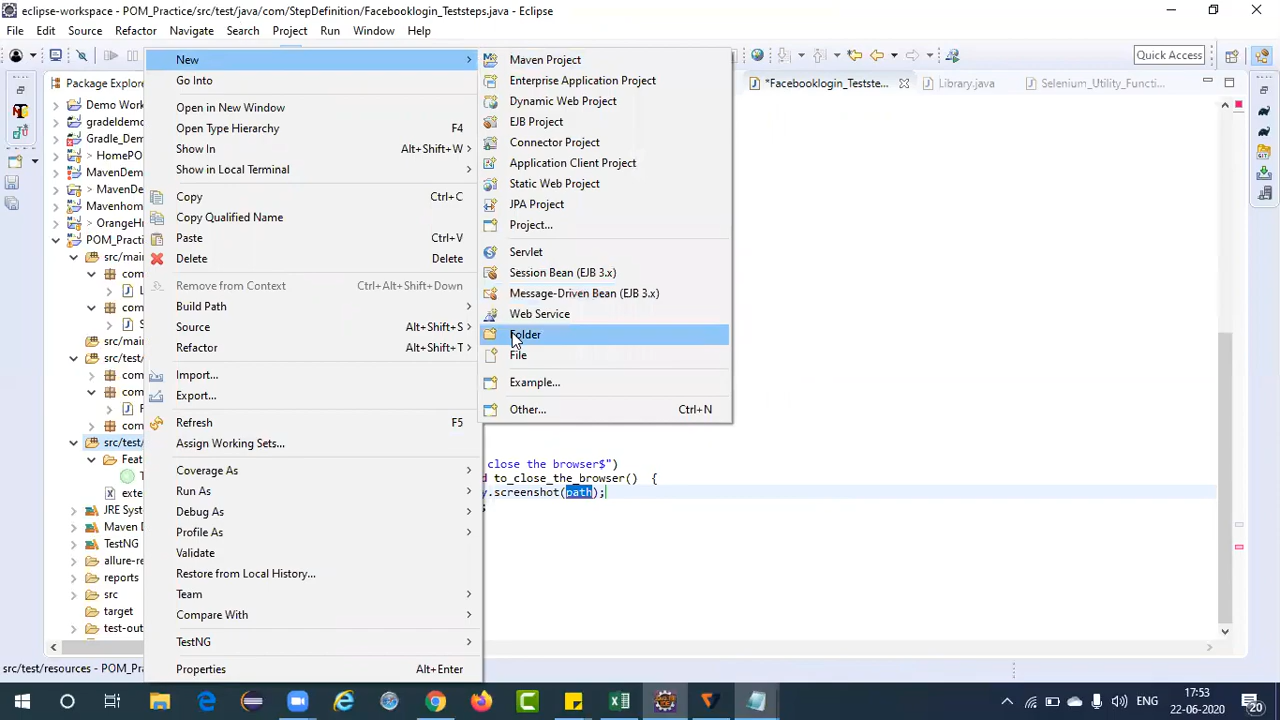 eclipse-workspace - POM_Practice/src/test/java/com/StepDefinition/Facebooklogin_Teststeps.java - Eclipse
File Edit Source Refactor Navigate Search Project Run Window Help
Quick Access
Package Explor
*Facebooklogin_Testste... Library.java Selenium_Utility_Functi...
Demo Work
gradeldemo
Gradle_Dem
> HomePO
MavenDem
> MavenDe
Mavenhom
> OrangeH
POM_Practic
src/mai
com
L
com
S
src/mai
src/test
com
com
F
com
src/test/
Feat
T
exte
JRE System
Maven D
TestNG
allure-re
reports
src
target
test-out
New
Go Into
Open in New Window
Open Type Hierarchy F4
Show In Alt+Shift+W
Show in Local Terminal
Copy Ctrl+C
Copy Qualified Name
Paste Ctrl+V
Delete Delete
Remove from Context Ctrl+Alt+Shift+Down
Build Path
Source Alt+Shift+S
Refactor Alt+Shift+T
Import...
Export...
Refresh F5
Assign Working Sets...
Coverage As
Run As
Debug As
Profile As
Validate
Restore from Local History...
Team
Compare With
TestNG
Properties Alt+Enter
Maven Project
Enterprise Application Project
Dynamic Web Project
EJB Project
Connector Project
Application Client Project
Static Web Project
JPA Project
Project...
Servlet
Session Bean (EJB 3.x)
Message-Driven Bean (EJB 3.x)
Web Service
Folder
File
Example...
Other... Ctrl+N
close the browser$")
d to_close_the_browser() {
y.screenshot(path);
;
src/test/resources - POM_Pra
ENG
17:53
22-06-2020
20